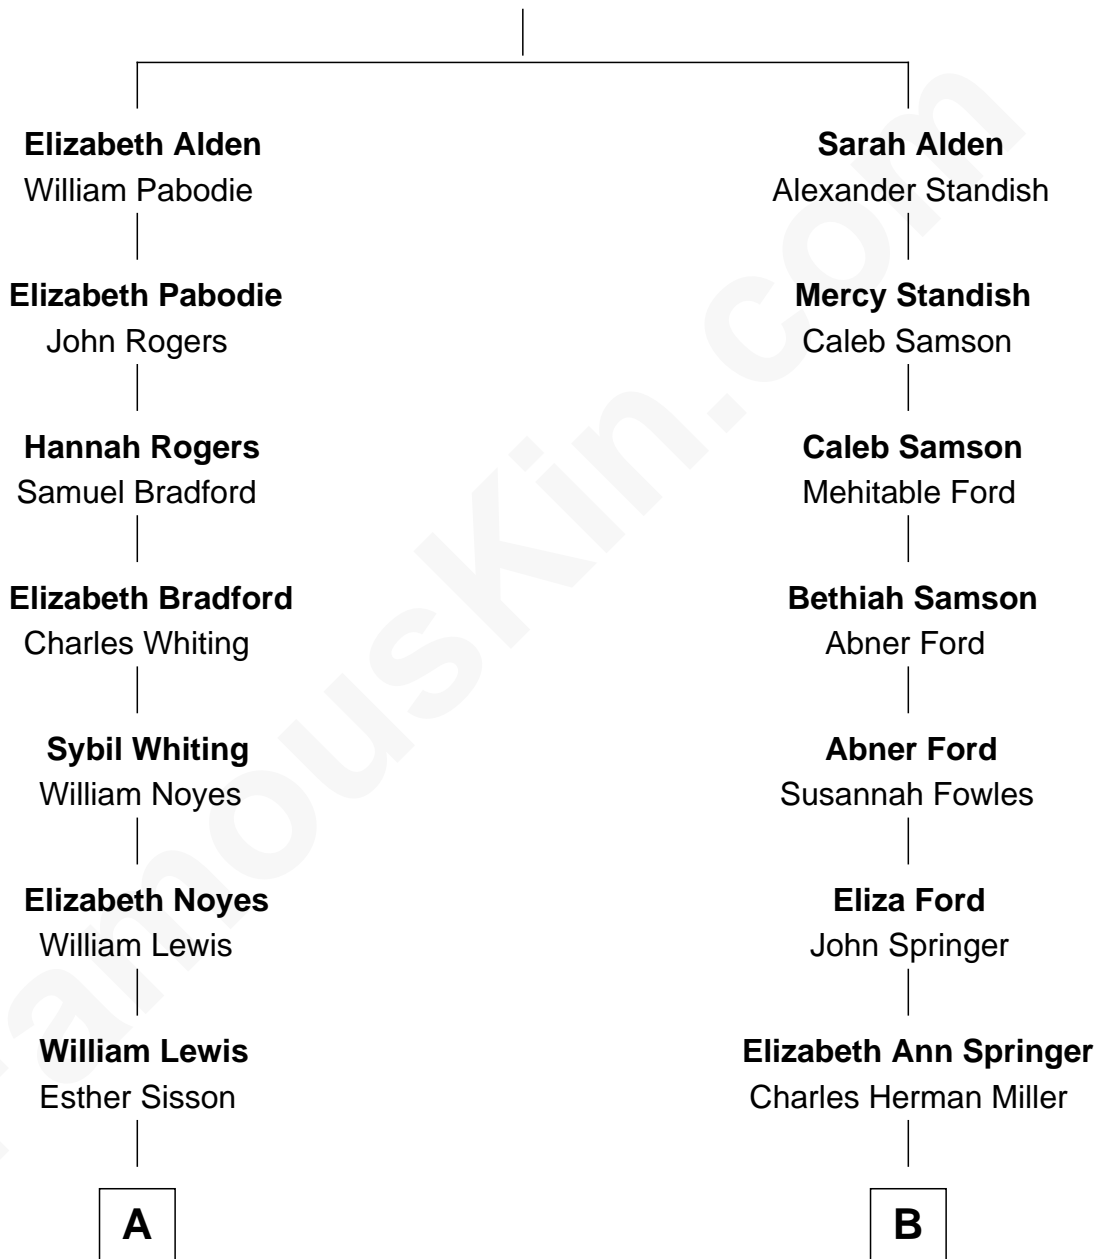 Elizabeth Alden
William Pabodie
Sarah Alden
Alexander Standish
Elizabeth Pabodie
John Rogers
Mercy Standish
Caleb Samson
Hannah Rogers
Samuel Bradford
Caleb Samson
Mehitable Ford
Elizabeth Bradford
Charles Whiting
Bethiah Samson
Abner Ford
Sybil Whiting
William Noyes
Abner Ford
Susannah Fowles
Elizabeth Noyes
William Lewis
Eliza Ford
John Springer
William Lewis
Esther Sisson
Elizabeth Ann Springer
Charles Herman Miller
A
B
FamousKin.com